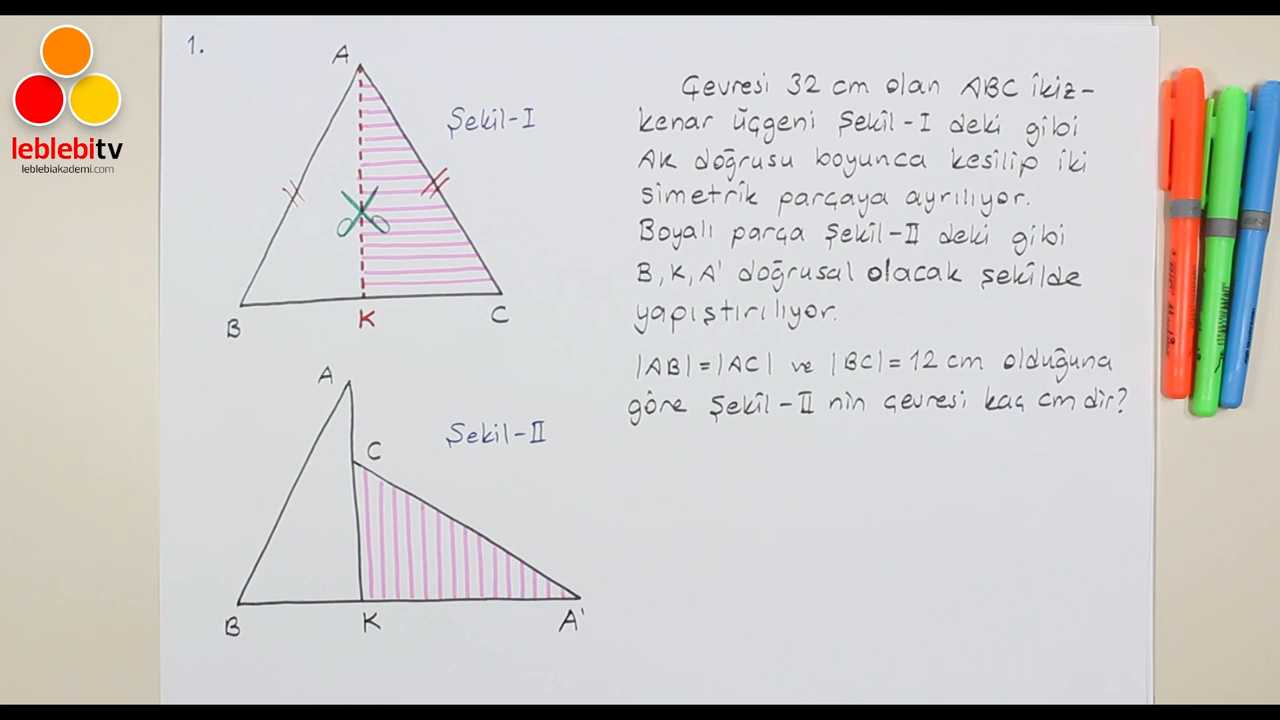 1.
A
Şekil-I
B
K
C
Çevresi 32 cm olan ABC ikiz-
kenar üçgeni Şekil-I deki gibi
AK doğrusu boyunca kesilip iki
simetrik parçaya ayrılıyor.
Boyalı parça Şekil-II deki gibi
B, K, A' doğrusal olacak şekilde
yapıştırılıyor.
|AB|=|AC| ve |BC|=12 cm olduğuna
göre Şekil-II nin çevresi kaç cm dir?
A
Şekil-II
C
B
K
A'
leblebitv
leblebiakademi.com